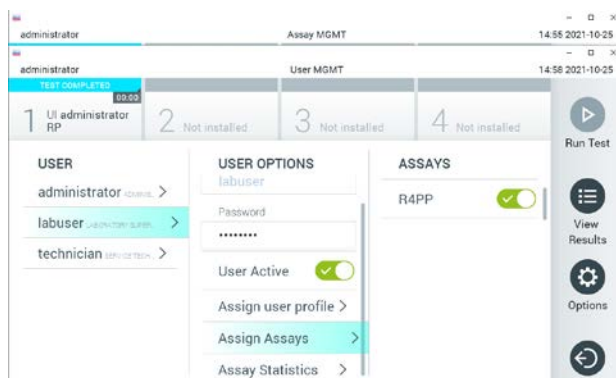 administrator Assay MGMT 14:55 2021-10-25
administrator User MGMT 14:58 2021-10-25
TEST COMPLETED
00:00
1 UI administrator RP
2 Not installed
3 Not installed
4 Not installed
Run Test
USER
administrator
labuser
technician
USER OPTIONS
labuser
Password
••••••••
User Active
Assign user profile >
Assign Assays >
Assay Statistics >
ASSAYS
R4PP
View
Results
Options